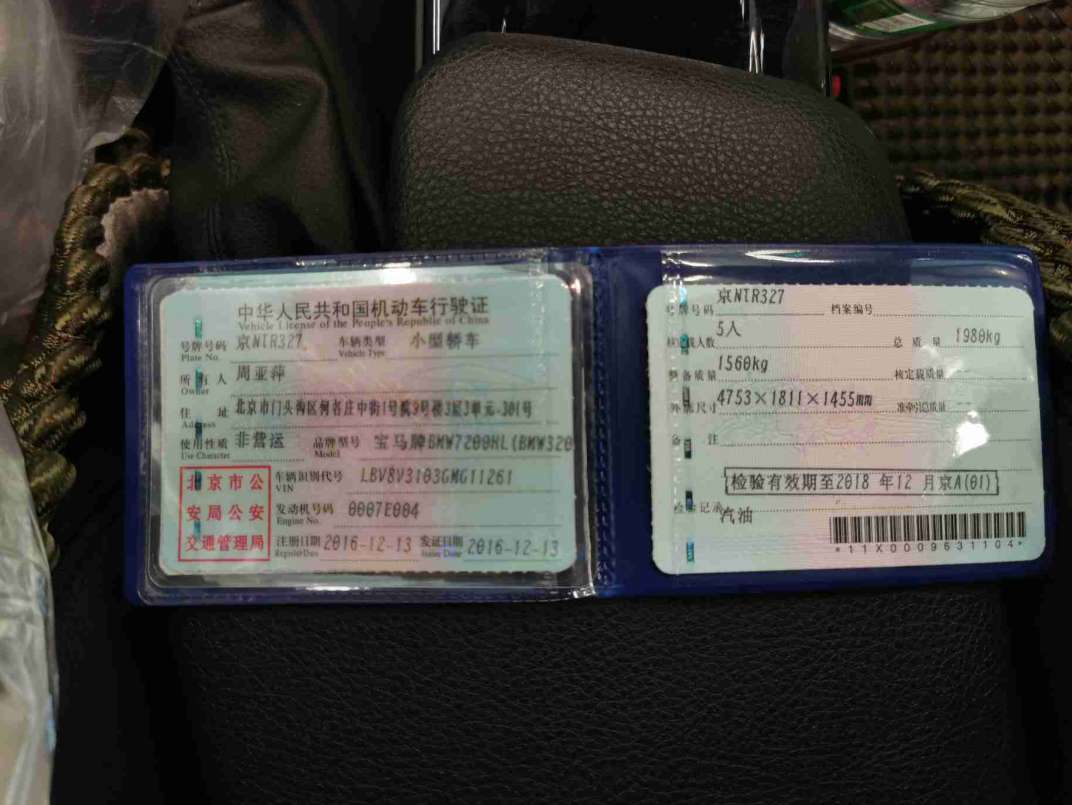 中华人民共和国机动车行驶证
Vehicle License of the People's Republic of China
号牌号码 京NTR327 车辆类型 小型轿车
Plate No. Vehicle Type
所有人 周亚萍
Owner
住址 北京市门头沟区何各庄中街1号院9号楼3层3单元-301号
Address
使用性质 非营运 品牌型号 宝马牌BMW7200NL(BMW320
Use Character Model
北京市公
安局公安
交通管理局
车辆识别代号 LBV8V3103GMG11261
VIN
发动机号码 0007E004
Engine No.
注册日期 2016-12-13 发证日期 2016-12-13
Register Date Issue Date
号牌号码 京NTR327 档案编号
核定载人数 5人 总质量 1980kg
整备质量 1560kg 核定载质量
外廓尺寸 4753×1811×1455mm 准牵引总质量
备注
检验有效期至2018年12月京A(01)
检验记录
汽油
*11X0009631104*